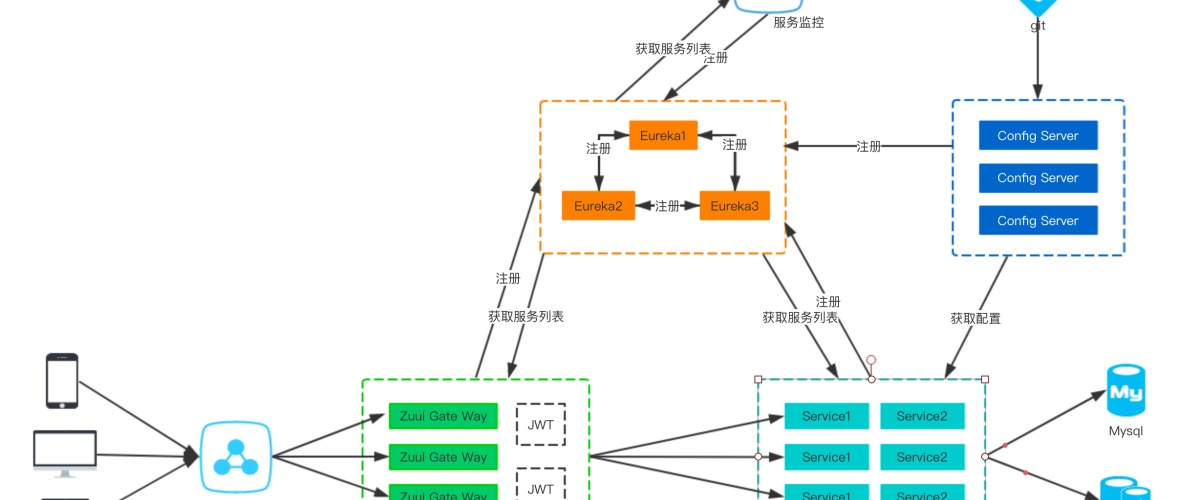 服务监控
git
获取服务列表
注册
Eureka1
注册
注册
Eureka2
注册
Eureka3
注册
Config Server
Config Server
Config Server
注册
获取服务列表
注册
获取服务列表
获取配置
Zuul Gate Way
JWT
Zuul Gate Way
JWT
Zuul Gate Way
Service1
Service2
Service1
Service2
Service1
Service2
My
Mysql